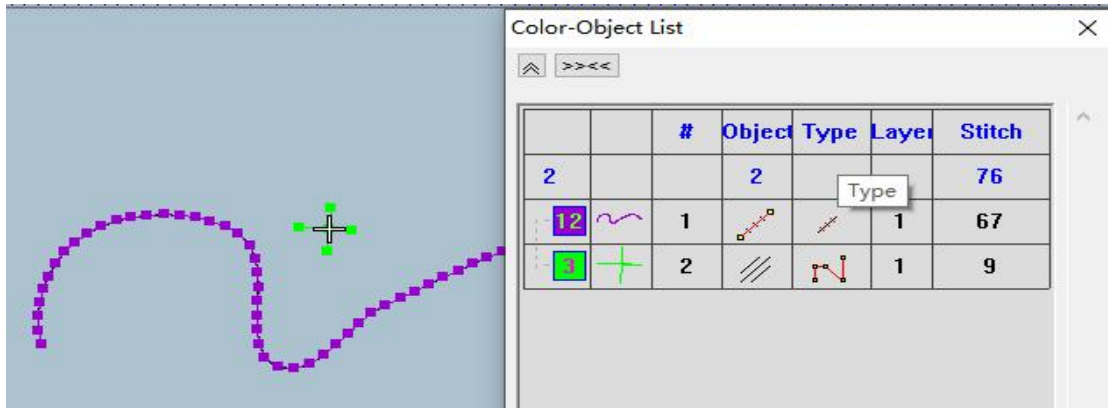 Color-Object List
>><<
# Object Type Layer Stitch
2 2 76
Type
12 1 1 67
3 2 1 9